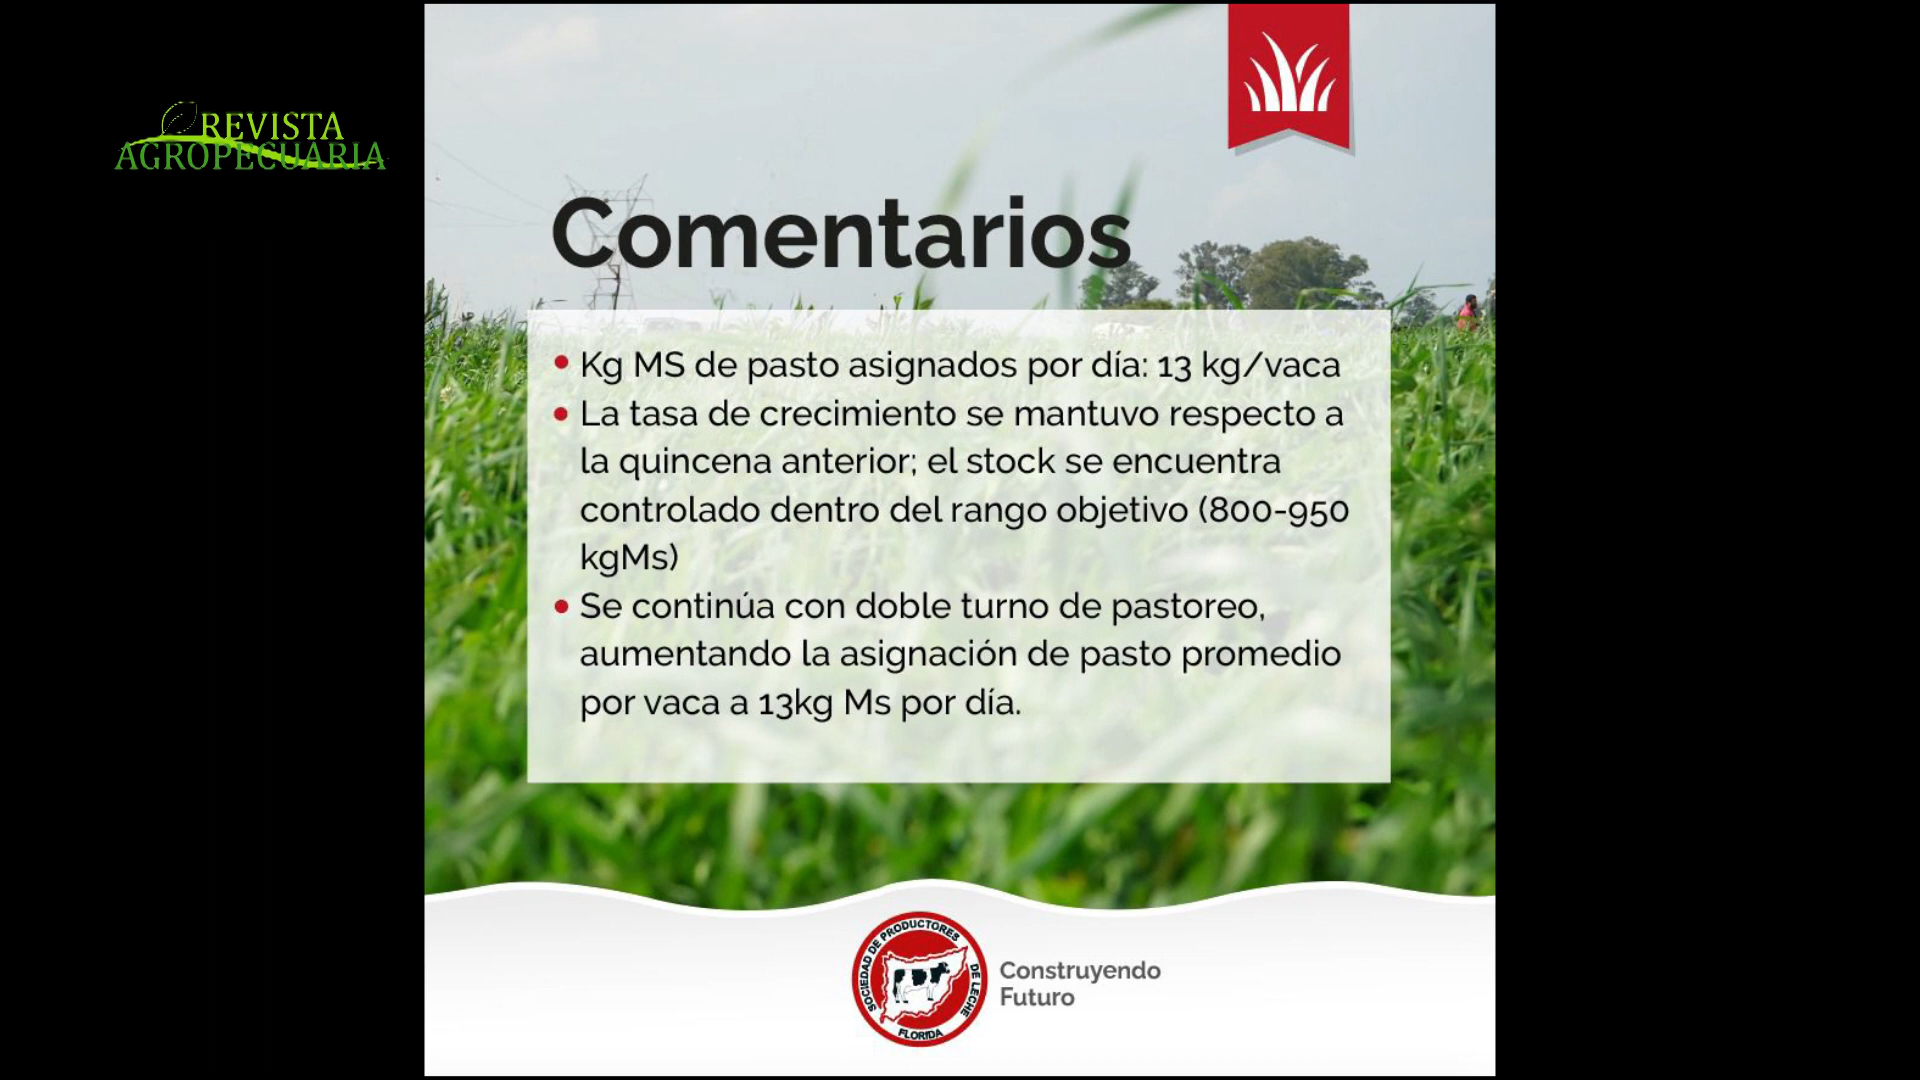 REVISTA
AGROPECUARIA
Comentarios
Kg MS de pasto asignados por día: 13 kg/vaca
La tasa de crecimiento se mantuvo respecto a
la quincena anterior; el stock se encuentra
controlado dentro del rango objetivo (800-950
kgMs)
Se continúa con doble turno de pastoreo,
aumentando la asignación de pasto promedio
por vaca a 13kg Ms por día.
SOCIEDAD DE PRODUCTORES
DE LECHE
FLORIDA
Construyendo
Futuro